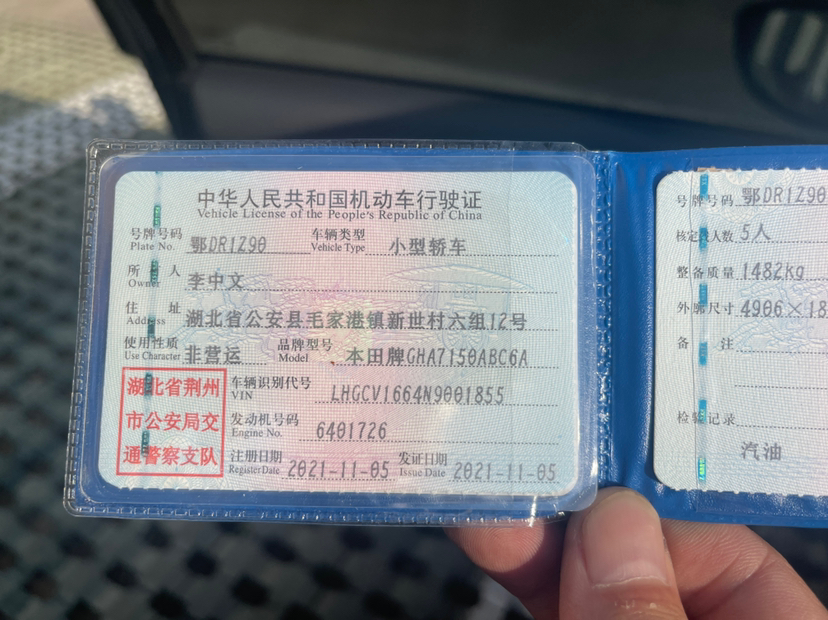 中华人民共和国机动车行驶证
Vehicle License of the People's Republic of China
号牌号码 鄂DR1Z90 车辆类型 小型轿车
Plate No. Vehicle Type
所有人 李中文
Owner
住址 湖北省公安县毛家港镇新世村六组12号
Address
使用性质 非营运 品牌型号 本田牌GHA7150ABC6A
Use Character Model
湖北省荆州
市公安局交
通警察支队
车辆识别代号 LHGCV1664N9001855
VIN
发动机号码 6401726
Engine No.
注册日期 2021-11-05 发证日期 2021-11-05
Register Date Issue Date
号牌号码 鄂DR1Z90
核定载人数 5人
整备质量 1482kg
外廓尺寸 4906×18
备注
检验记录
汽油